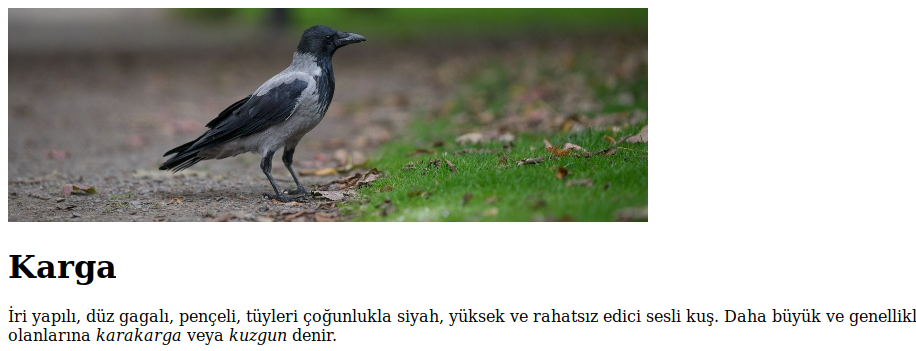 Karga
İri yapılı, düz gagalı, pençeli, tüyleri çoğunlukla siyah, yüksek ve rahatsız edici sesli kuş. Daha büyük ve
olanlarına karakarga veya kuzgun denir.